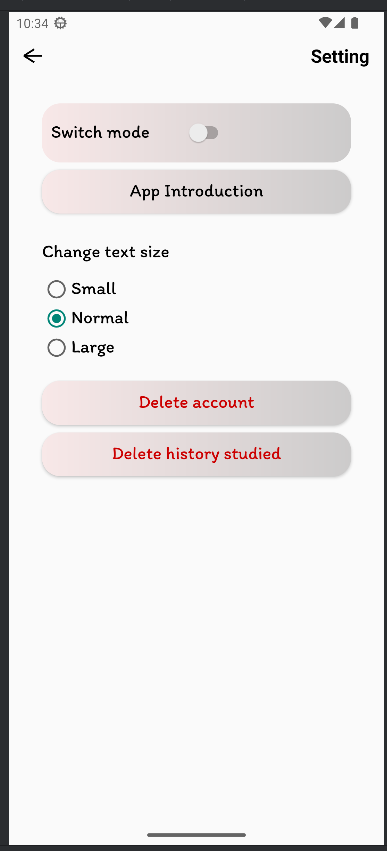 10:34
Setting
Switch mode
App Introduction
Change text size
Small
Normal
Large
Delete account
Delete history studied